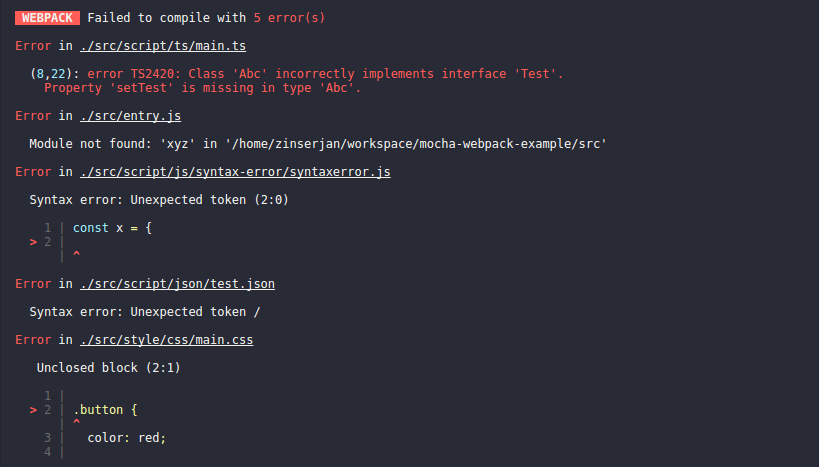 WEBPACK Failed to compile with 5 error(s)
Error in ./src/script/ts/main.ts
(8,22): error TS2420: Class 'Abc' incorrectly implements interface 'Test'.
Property 'setTest' is missing in type 'Abc'.
Error in ./src/entry.js
Module not found: 'xyz' in '/home/zinserjan/workspace/mocha-webpack-example/src'
Error in ./src/script/js/syntax-error/syntaxerror.js
Syntax error: Unexpected token (2:0)
1 | const x = {
> 2 |
| ^
Error in ./src/script/json/test.json
Syntax error: Unexpected token /
Error in ./src/style/css/main.css
Unclosed block (2:1)
1 |
> 2 | .button {
| ^
3 | color: red;
4 |